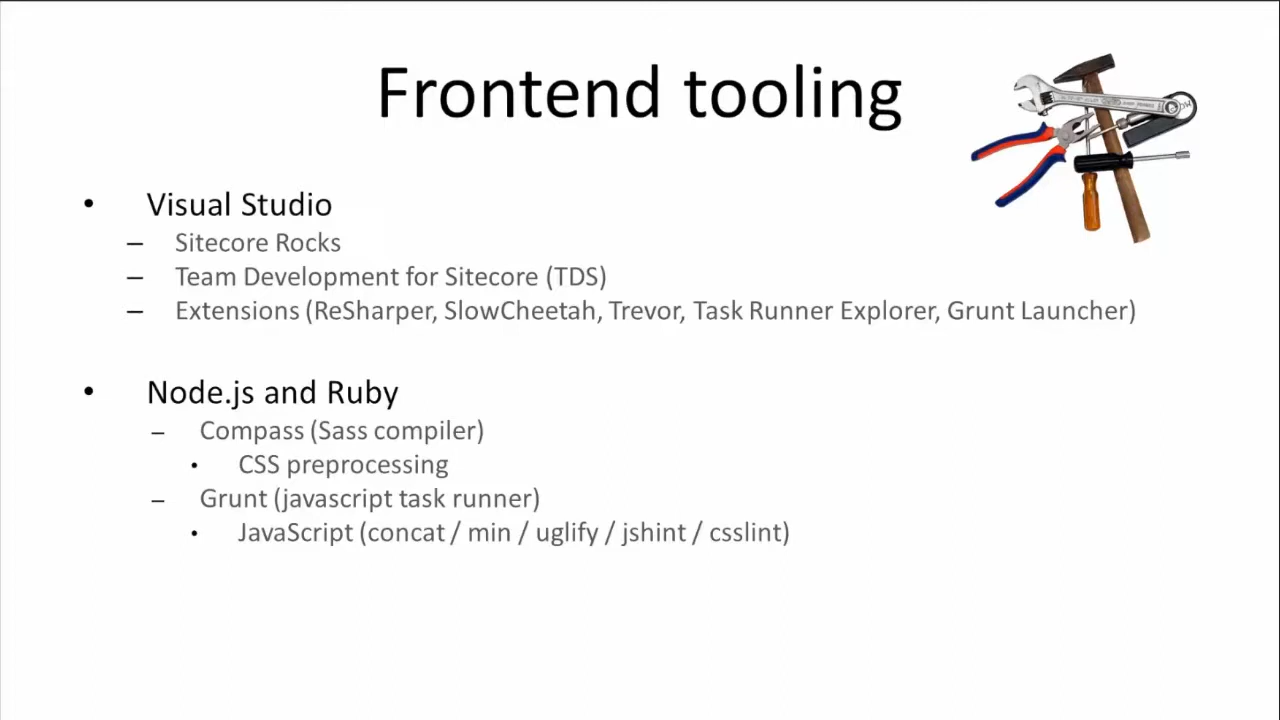 Frontend tooling
• Visual Studio
– Sitecore Rocks
– Team Development for Sitecore (TDS)
– Extensions (ReSharper, SlowCheetah, Trevor, Task Runner Explorer, Grunt Launcher)
• Node.js and Ruby
– Compass (Sass compiler)
• CSS preprocessing
– Grunt (javascript task runner)
• JavaScript (concat / min / uglify / jshint / csslint)